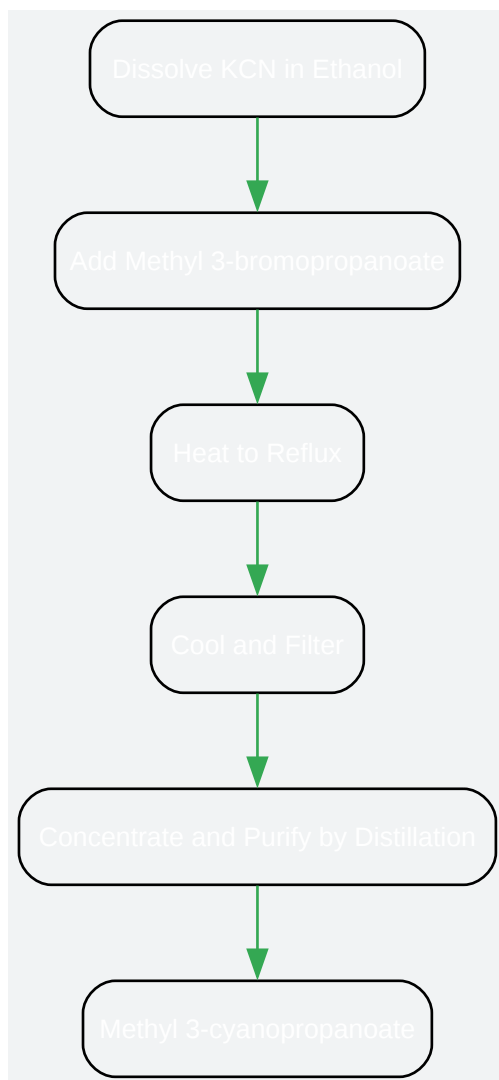 Dissolve KCN in Ethanol
Add Methyl 3-bromopropanoate
Heat to Reflux
Cool and Filter
Concentrate and Purify by Distillation
Methyl 3-cyanopropanoate